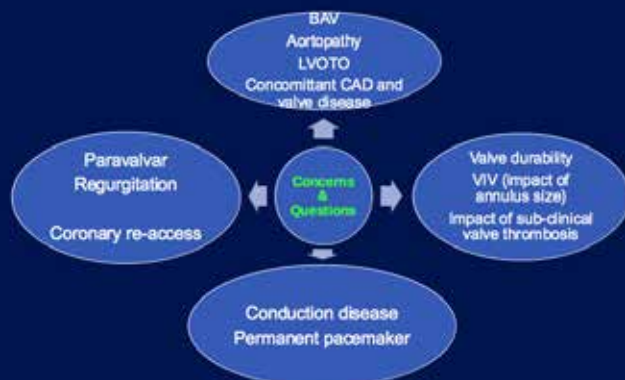 BAV
Aortopathy
LVOTO
Concomittant CAD and
valve disease
Paravalvar
Regurgitation
Coronary re-access
Concerns
&
Questions
Valve durability
VIV (impact of
annulus size)
Impact of sub-clinical
valve thrombosis
Conduction disease
Permanent pacemaker